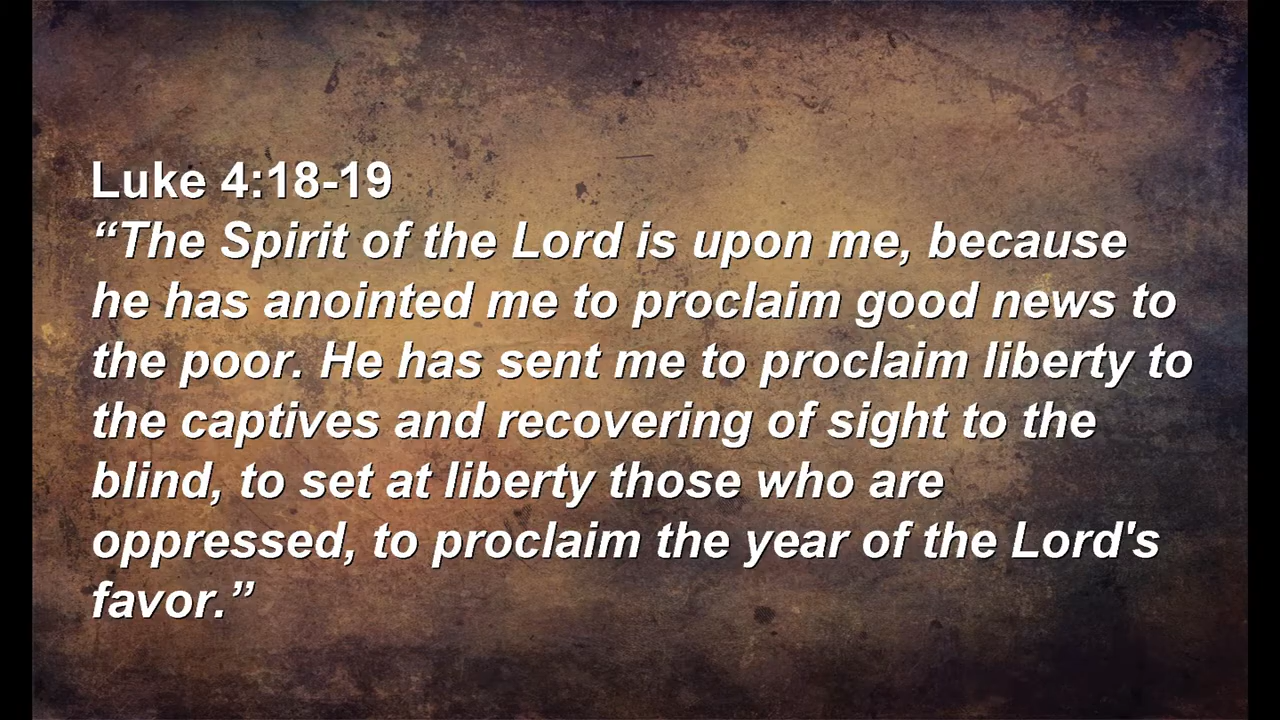 Luke 4:18-19
“The Spirit of the Lord is upon me, because
he has anointed me to proclaim good news to
the poor. He has sent me to proclaim liberty to
the captives and recovering of sight to the
blind, to set at liberty those who are
oppressed, to proclaim the year of the Lord's
favor.”